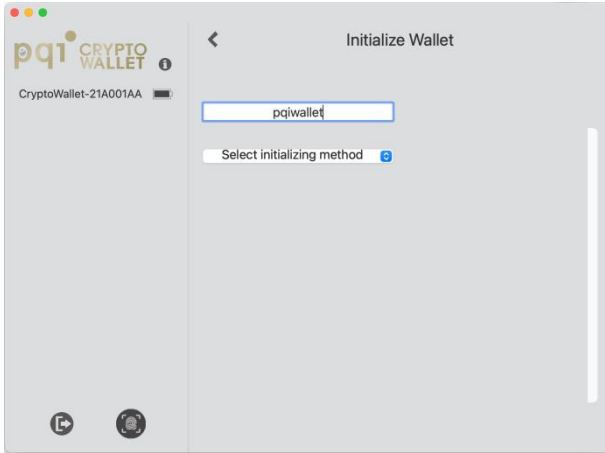 pqi CRYPTO
WALLET
CryptoWallet-21A001AA
Initialize Wallet
pqiwallet
Select initializing method